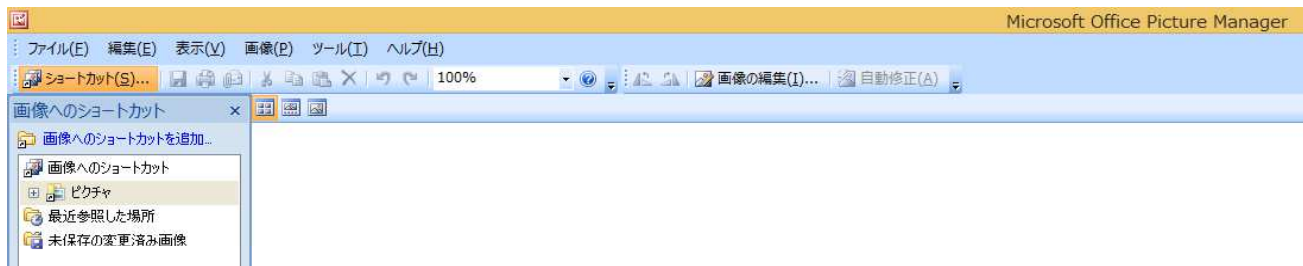 Microsoft Office Picture Manager
ファイル(F) 編集(E) 表示(V) 画像(P) ツール(T) ヘルプ(H)
ショートカット(S)... 100% 画像の編集(I)... 自動修正(A)
画像へのショートカット ×
画像へのショートカットを追加...
画像へのショートカット
ピクチャ
最近参照した場所
未保存の変更済み画像